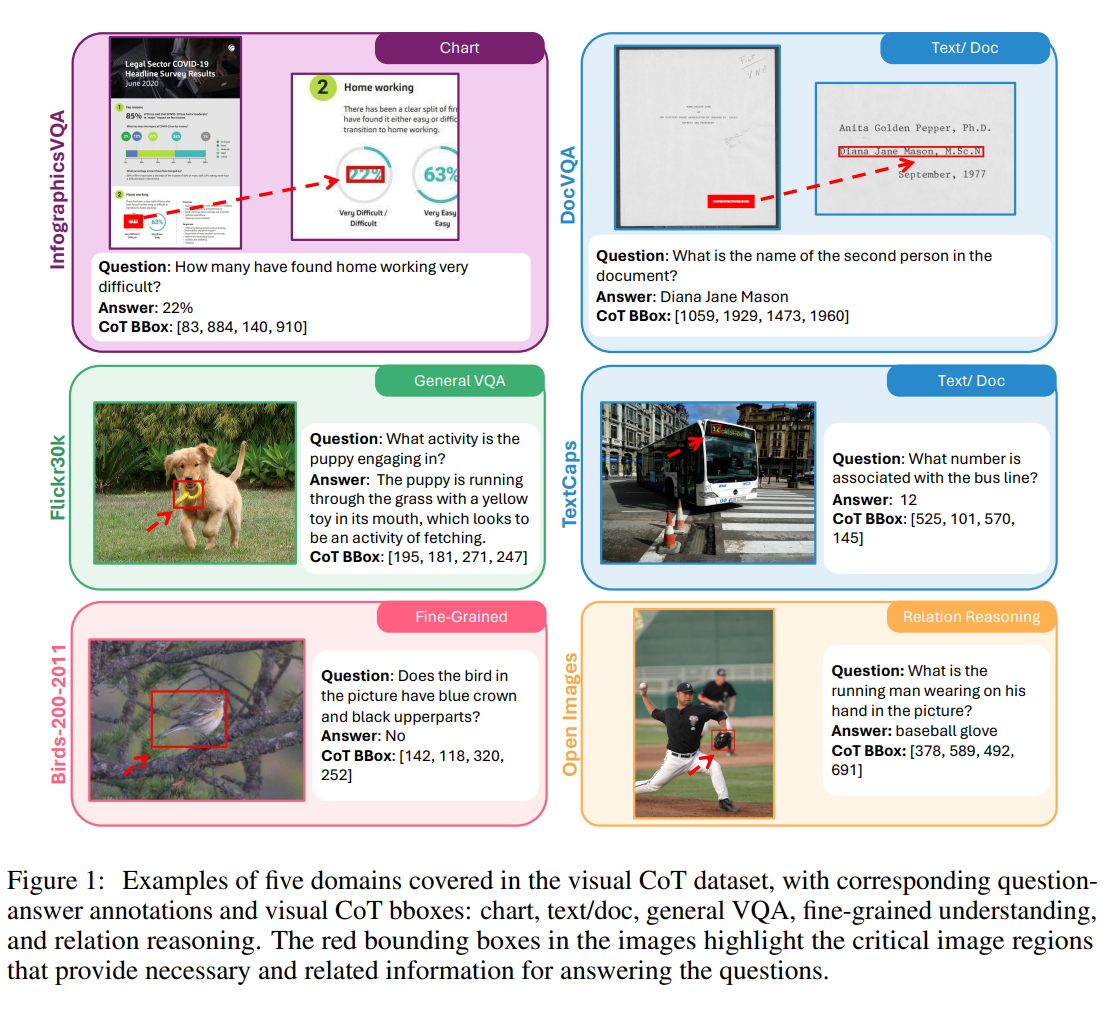 InfographicsVQA
Chart
Legal Sector COVID-19
Headline Survey Results
June 2020
1
Fee income
85%
2
Home working
63%
2
Home working
There has been a clear split of fin
have found it either easy or diffic
transition to home working.
22%
63%
Very Difficult /
Difficult
Very Easy
Easy
Question: How many have found home working very
difficult?
Answer: 22%
CoT BBox: [83, 884, 140, 910]
DocVQA
Text/ Doc
Anita Golden Pepper, Ph.D.
Diana Jane Mason, M.Sc.N
September, 1977
Question: What is the name of the second person in the
document?
Answer: Diana Jane Mason
CoT BBox: [1059, 1929, 1473, 1960]
Flickr30k
General VQA
Question: What activity is the
puppy engaging in?
Answer: The puppy is running
through the grass with a yellow
toy in its mouth, which looks to
be an activity of fetching.
CoT BBox: [195, 181, 271, 247]
TextCaps
Text/ Doc
12
Question: What number is
associated with the bus line?
Answer: 12
CoT BBox: [525, 101, 570,
145]
Birds-200-2011
Fine-Grained
Question: Does the bird in
the picture have blue crown
and black upperparts?
Answer: No
CoT BBox: [142, 118, 320,
252]
Open Images
Relation Reasoning
Question: What is the
running man wearing on his
hand in the picture?
Answer: baseball glove
CoT BBox: [378, 589, 492,
691]
Figure 1: Examples of five domains covered in the visual CoT dataset, with corresponding question-
answer annotations and visual CoT bboxes: chart, text/doc, general VQA, fine-grained understanding,
and relation reasoning. The red bounding boxes in the images highlight the critical image regions
that provide necessary and related information for answering the questions.